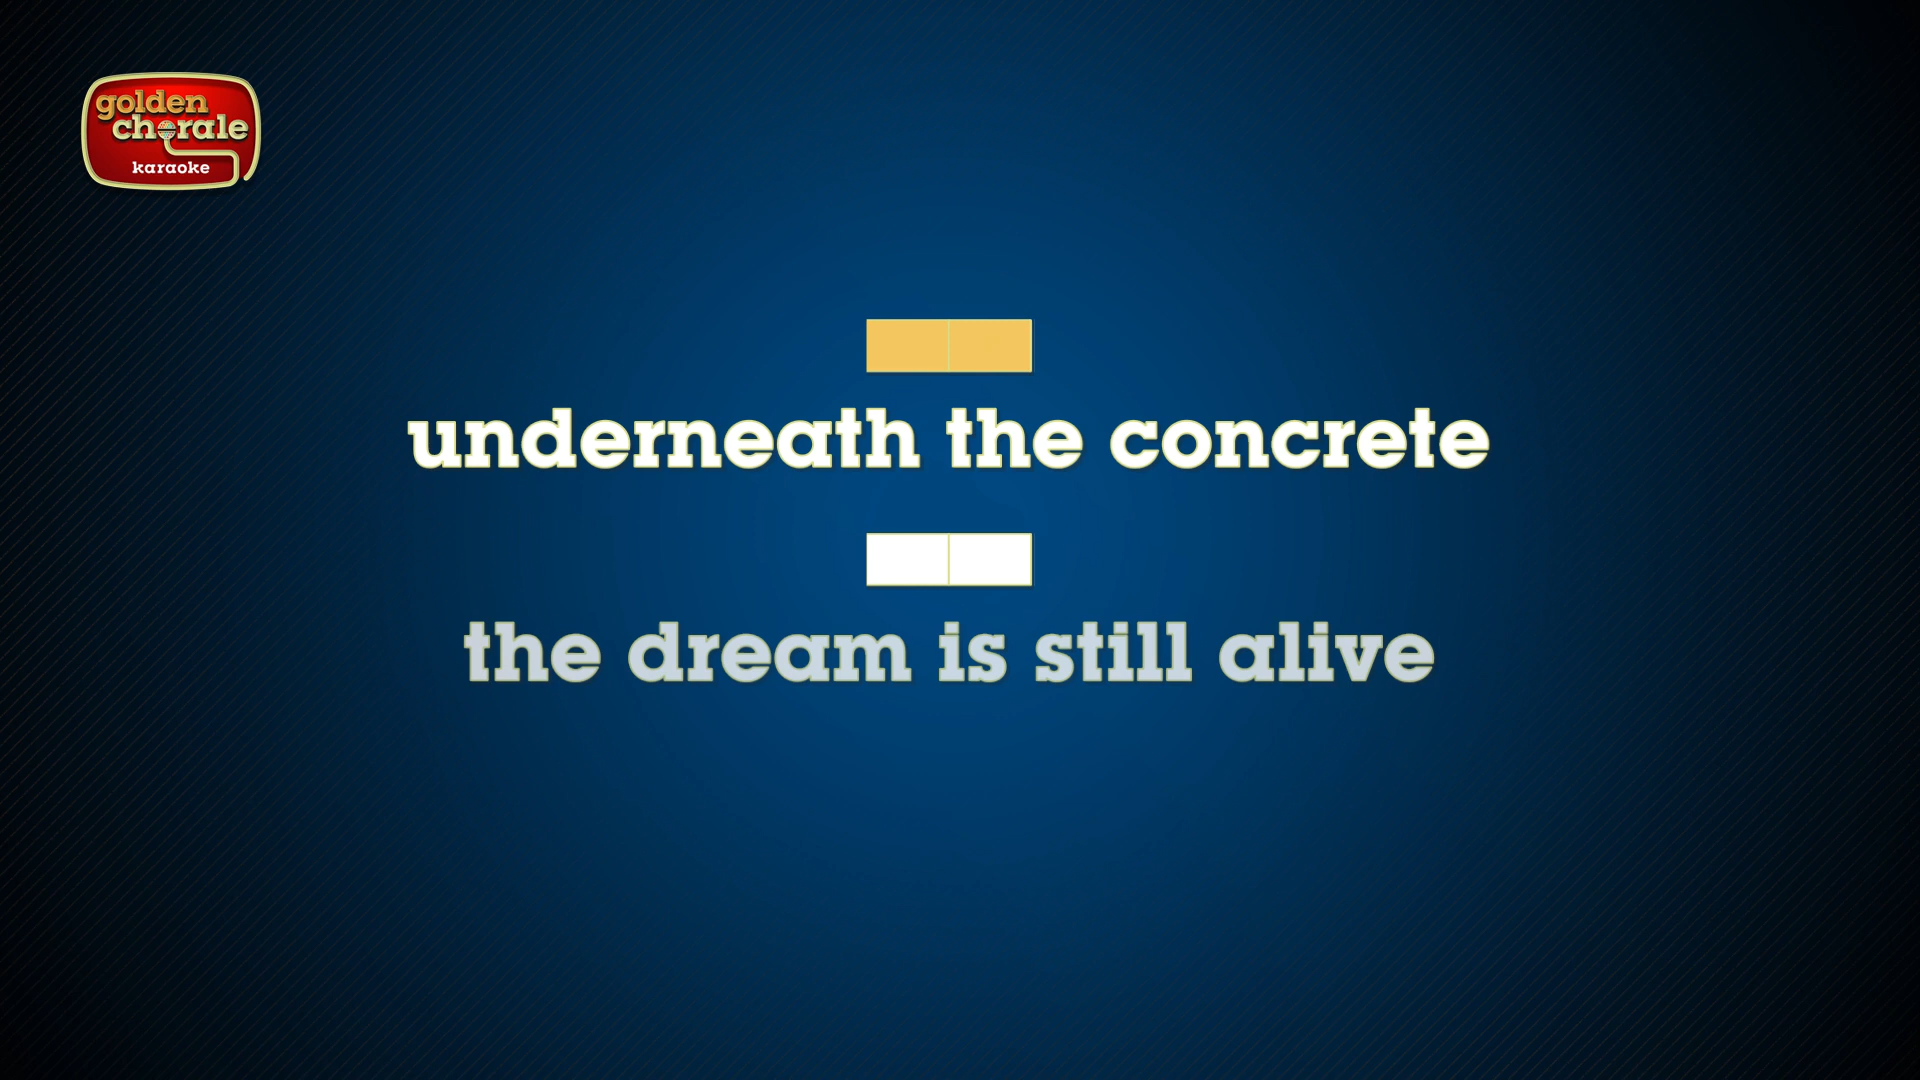 golden
chorale
karaoke
underneath the concrete
the dream is still alive